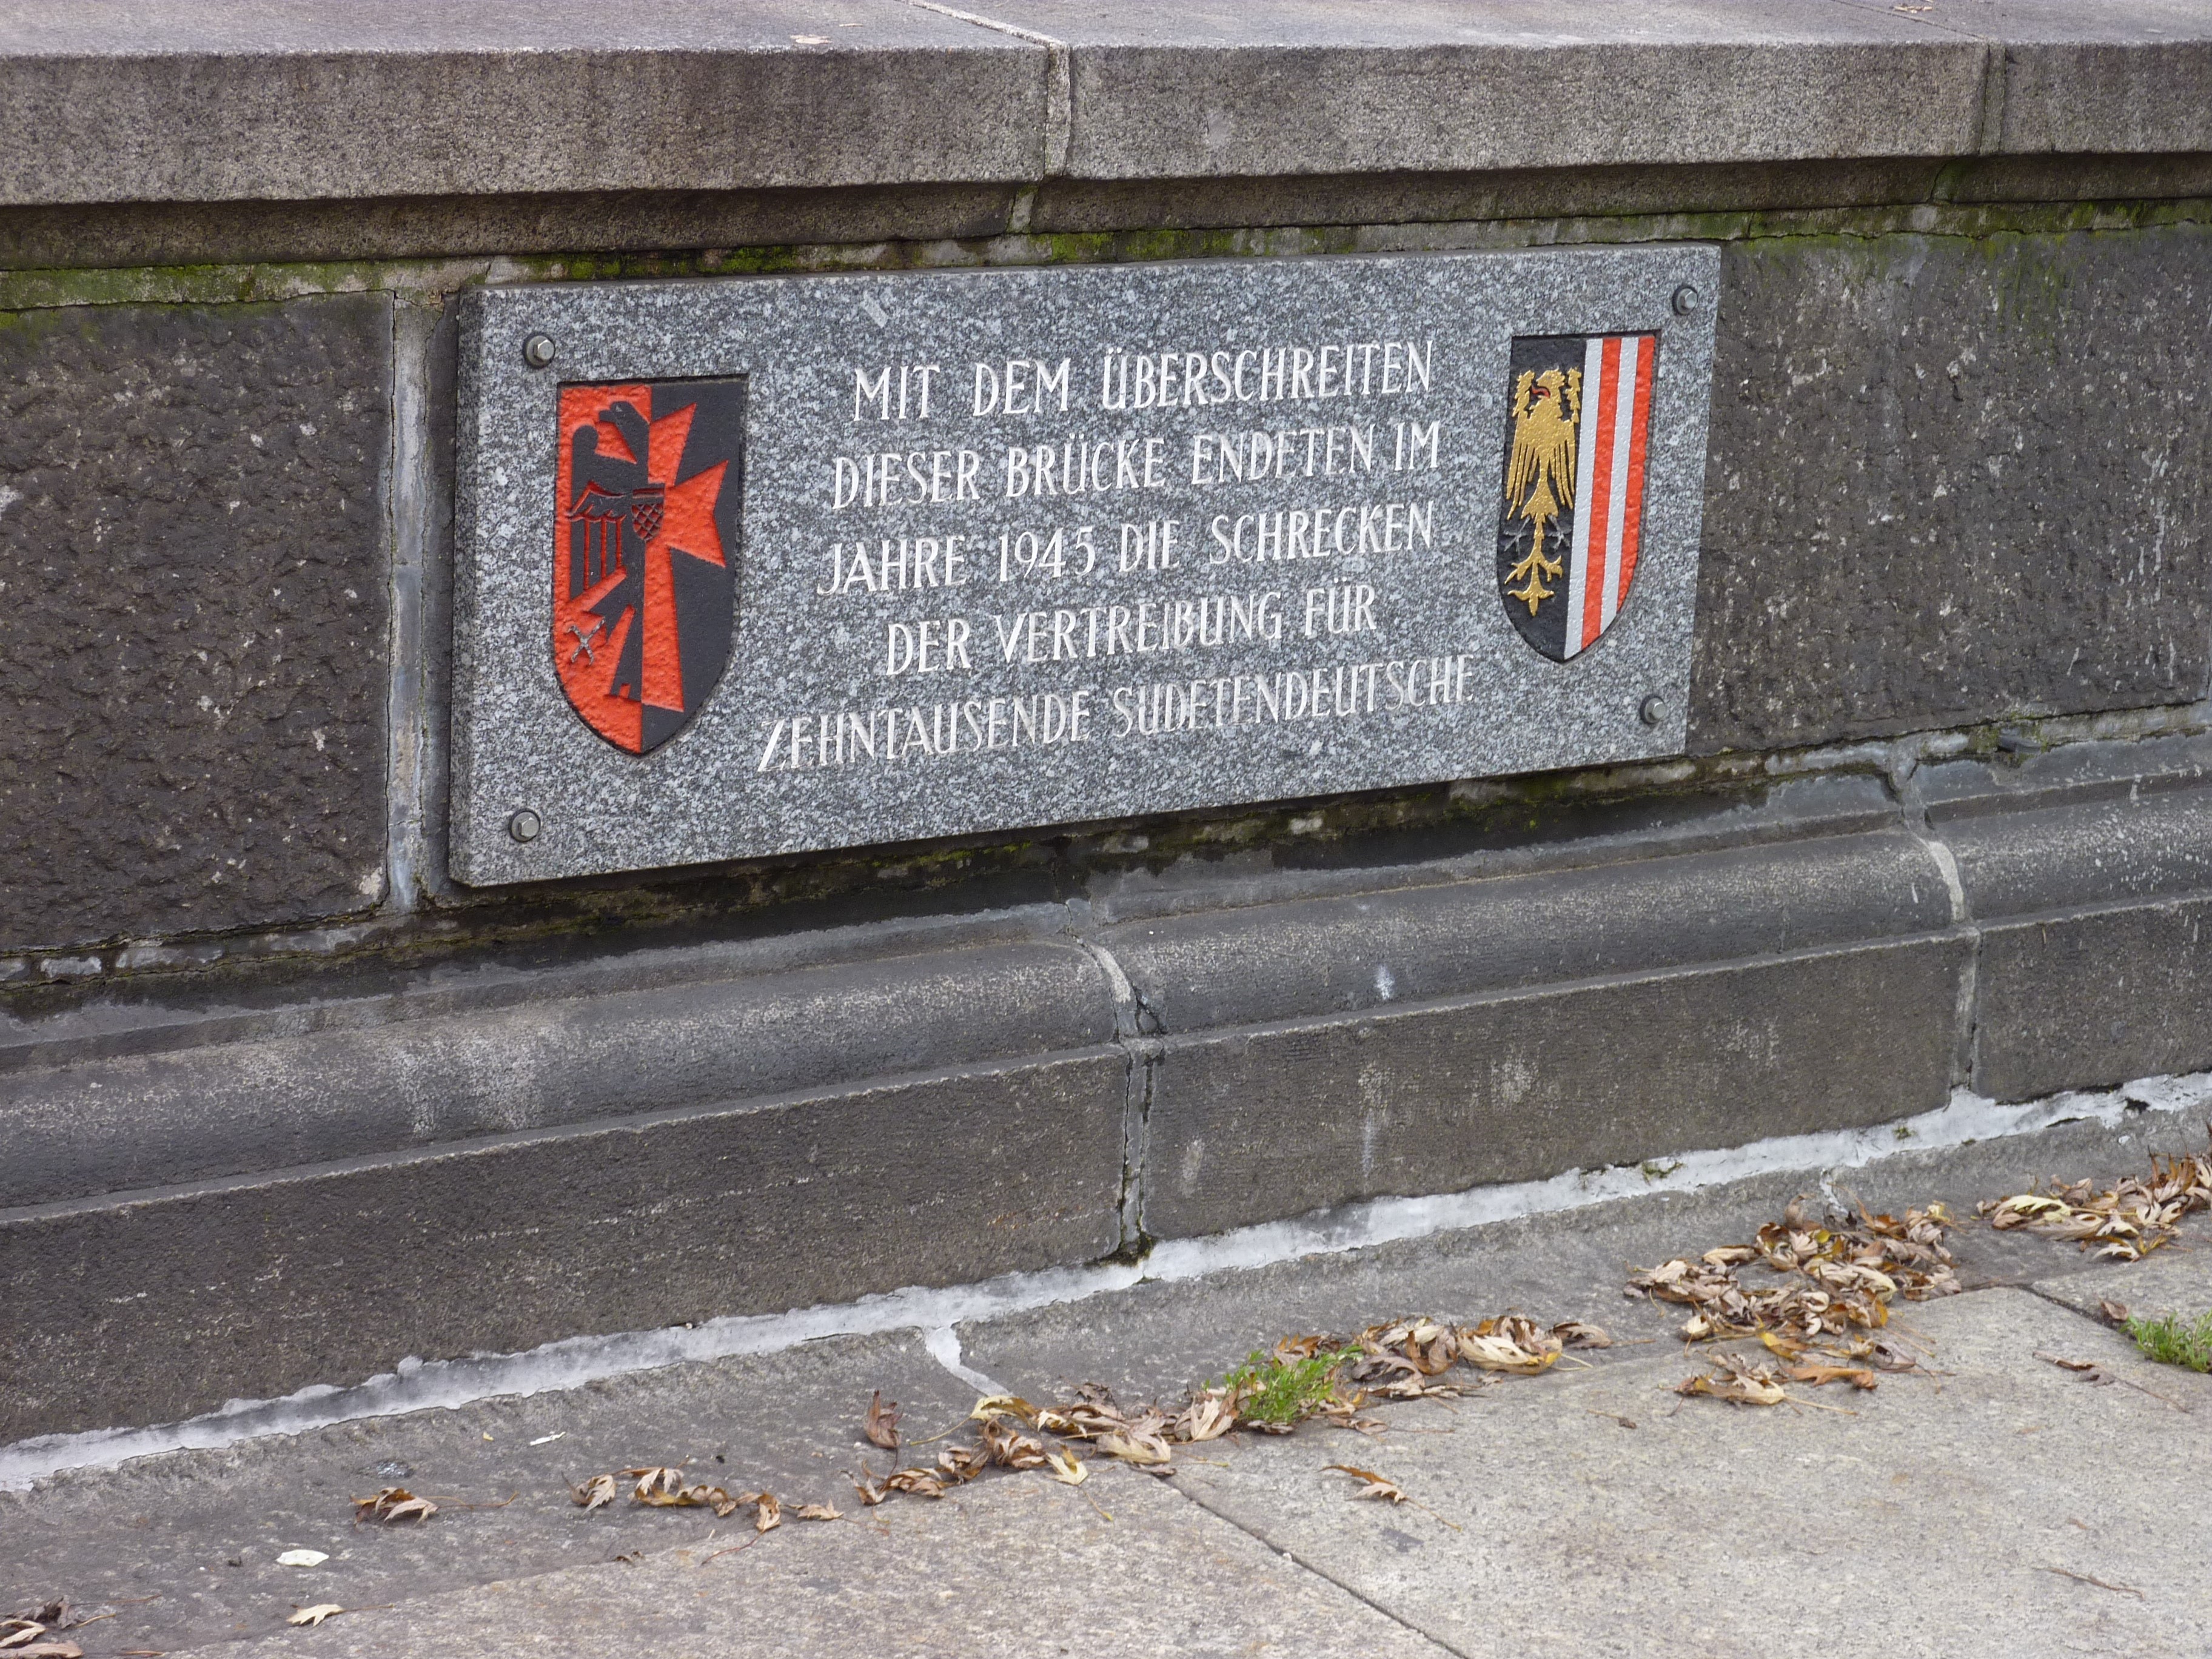 MIT DEM ÜBERSCHREITEN
DIESER BRÜCKE ENDETEN IM
JAHRE 1945 DIE SCHRECKEN
DER VERTREIBUNG FÜR
ZEHNTAUSENDE SUDETENDEUTSCHE